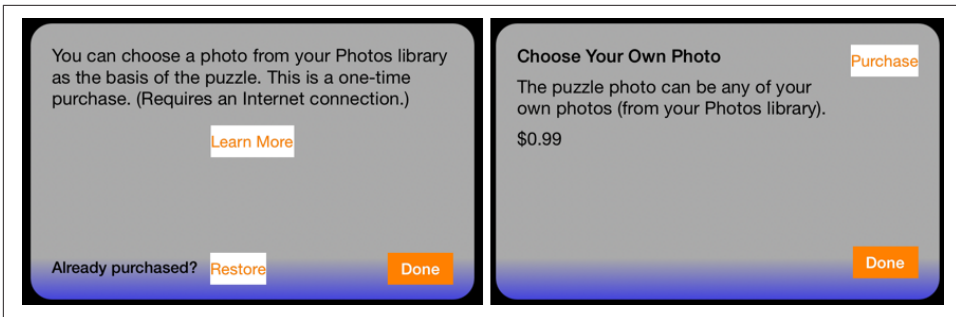 You can choose a photo from your Photos library
as the basis of the puzzle. This is a one-time
purchase. (Requires an Internet connection.)
Learn More
Already purchased? Restore Done
Choose Your Own Photo
Purchase
The puzzle photo can be any of your
own photos (from your Photos library).
$0.99
Done